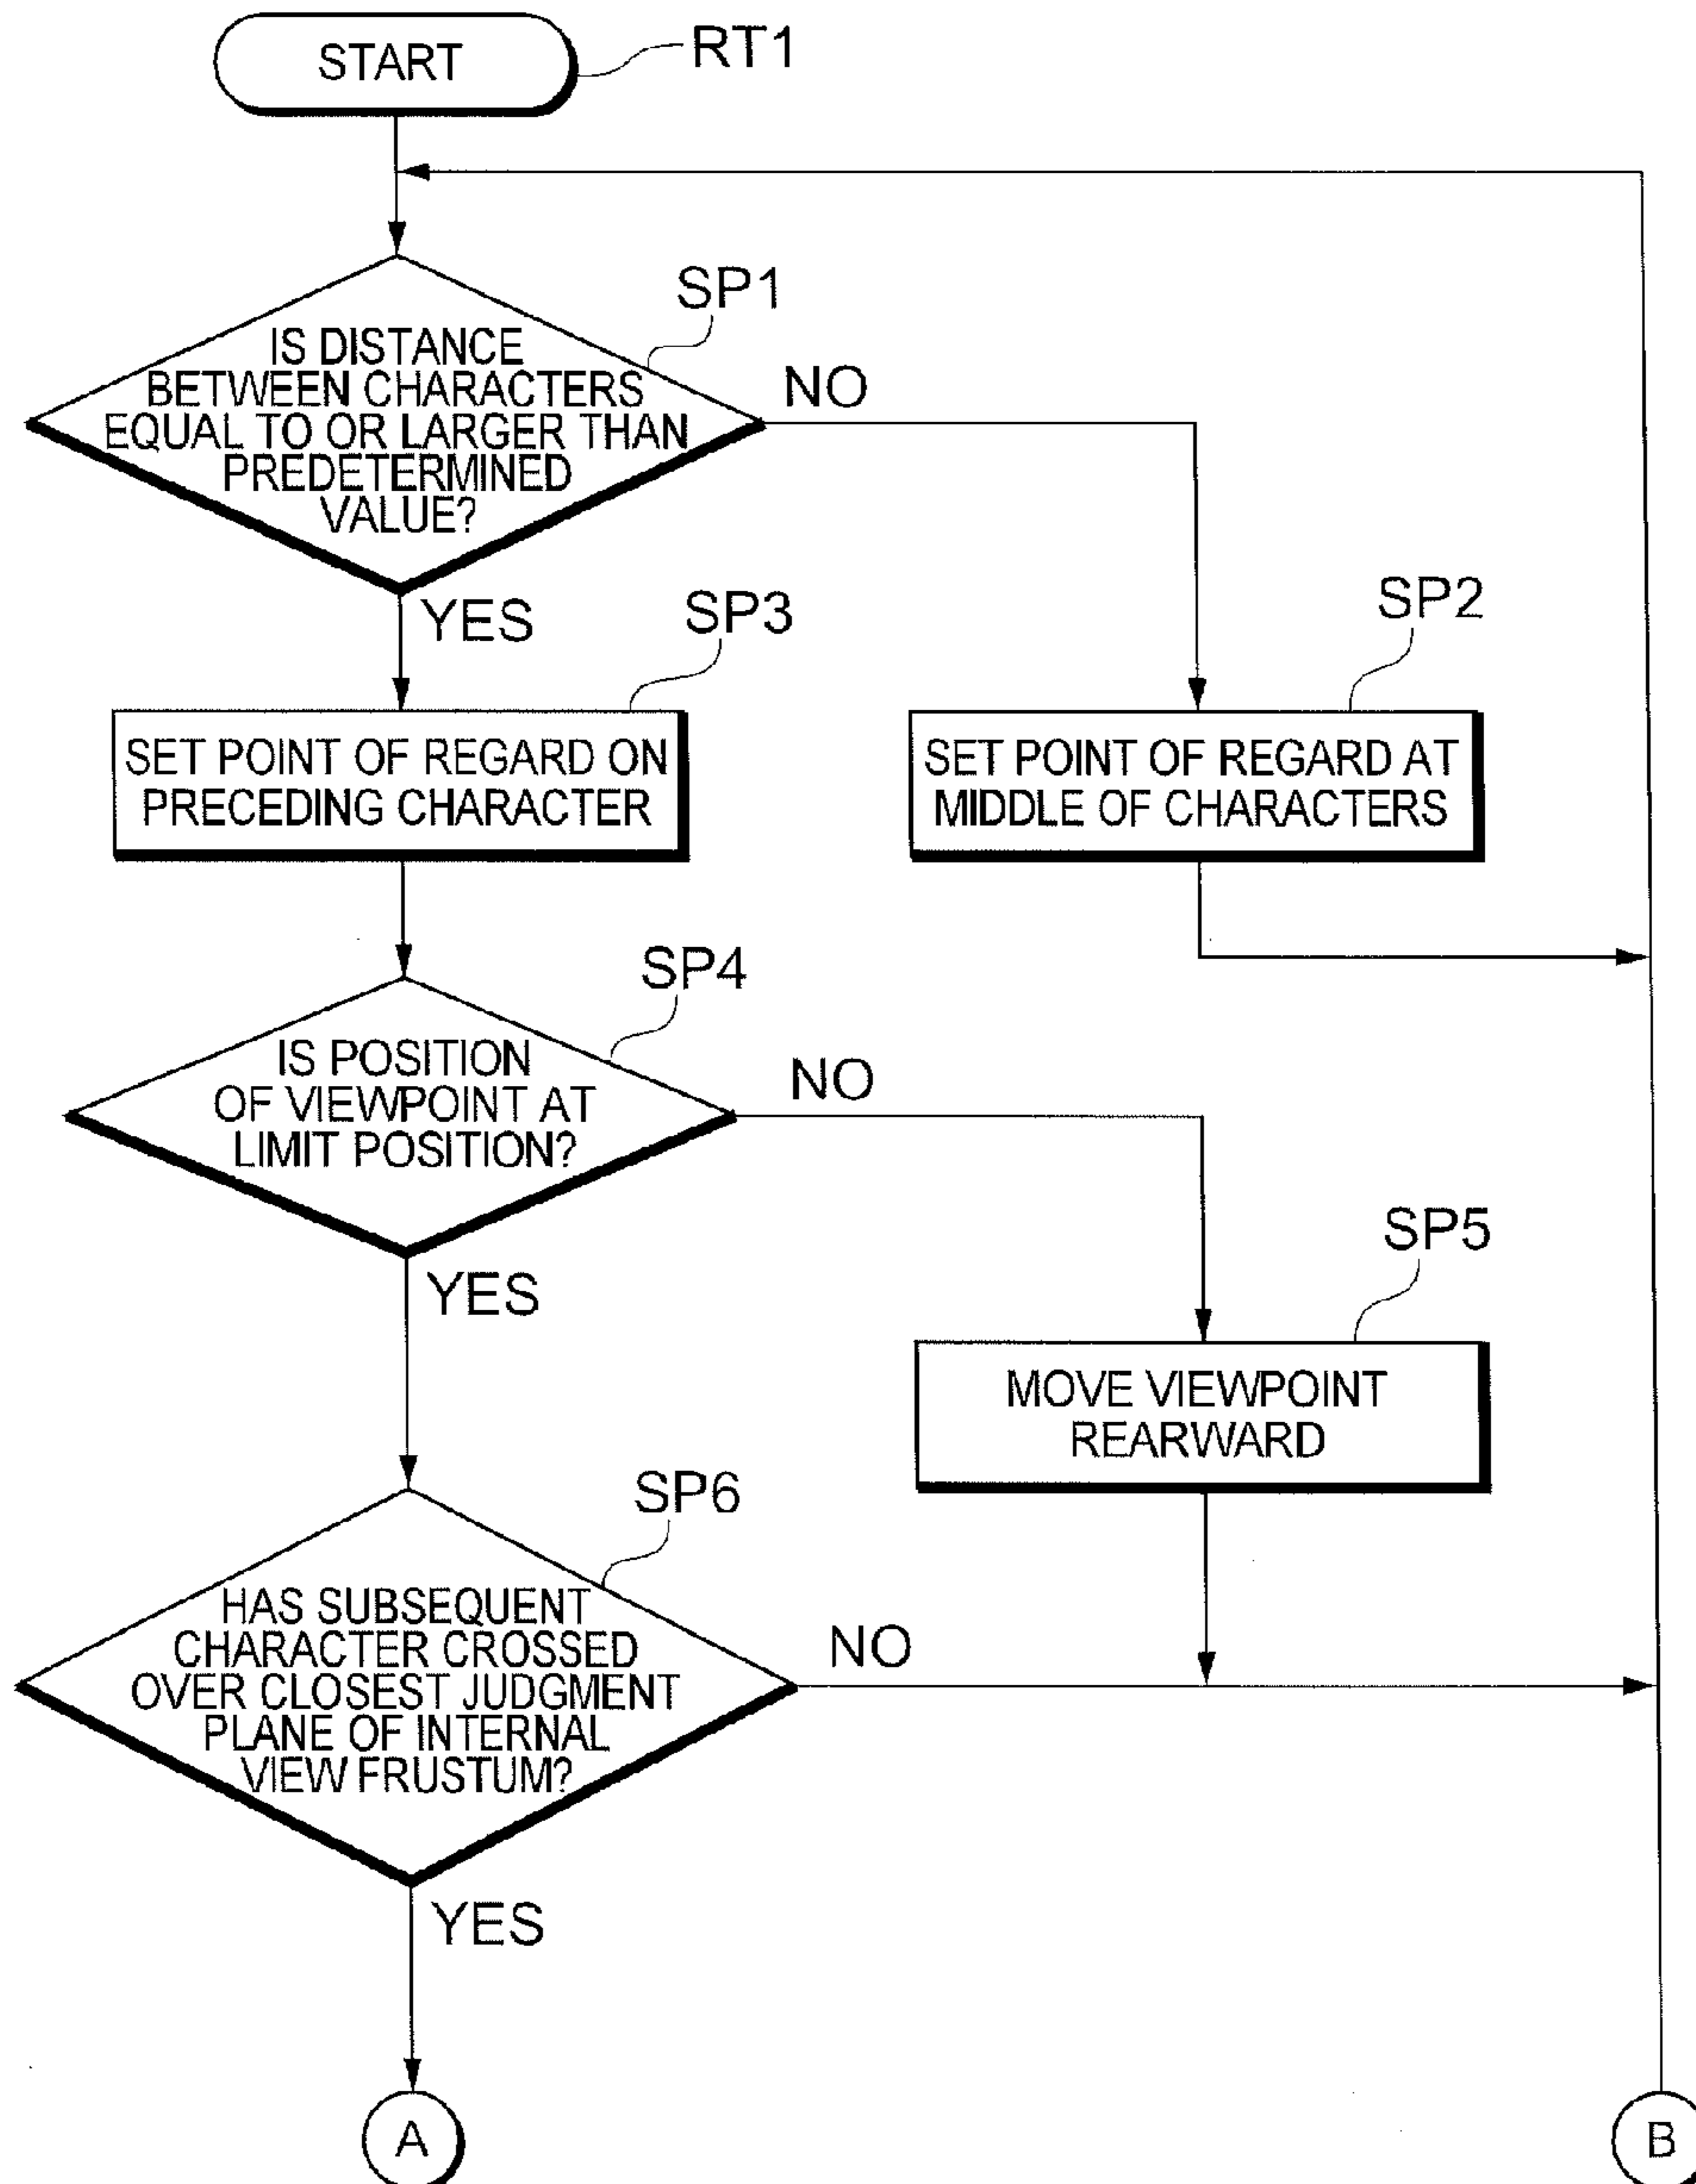 START
RT1
SP1
IS DISTANCE
BETWEEN CHARACTERS
EQUAL TO OR LARGER THAN
PREDETERMINED
VALUE?
NO
YES
SP3
SP2
SET POINT OF REGARD ON
PRECEDING CHARACTER
SET POINT OF REGARD AT
MIDDLE OF CHARACTERS
SP4
IS POSITION
OF VIEWPOINT AT
LIMIT POSITION?
NO
YES
SP5
MOVE VIEWPOINT
REARWARD
SP6
HAS SUBSEQUENT
CHARACTER CROSSED
OVER CLOSEST JUDGMENT
PLANE OF INTERNAL
VIEW FRUSTUM?
NO
YES
A
B